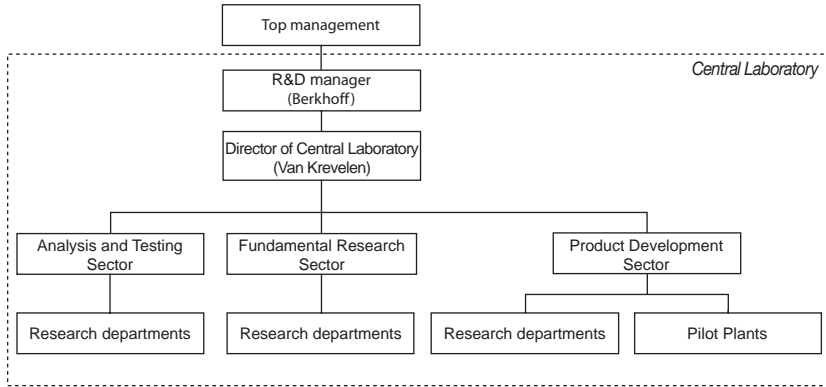 Top management
Central Laboratory
R&D manager
(Berkhoff)
Director of Central Laboratory
(Van Krevelen)
Analysis and Testing
Sector
Fundamental Research
Sector
Product Development
Sector
Research departments
Research departments
Research departments
Pilot Plants